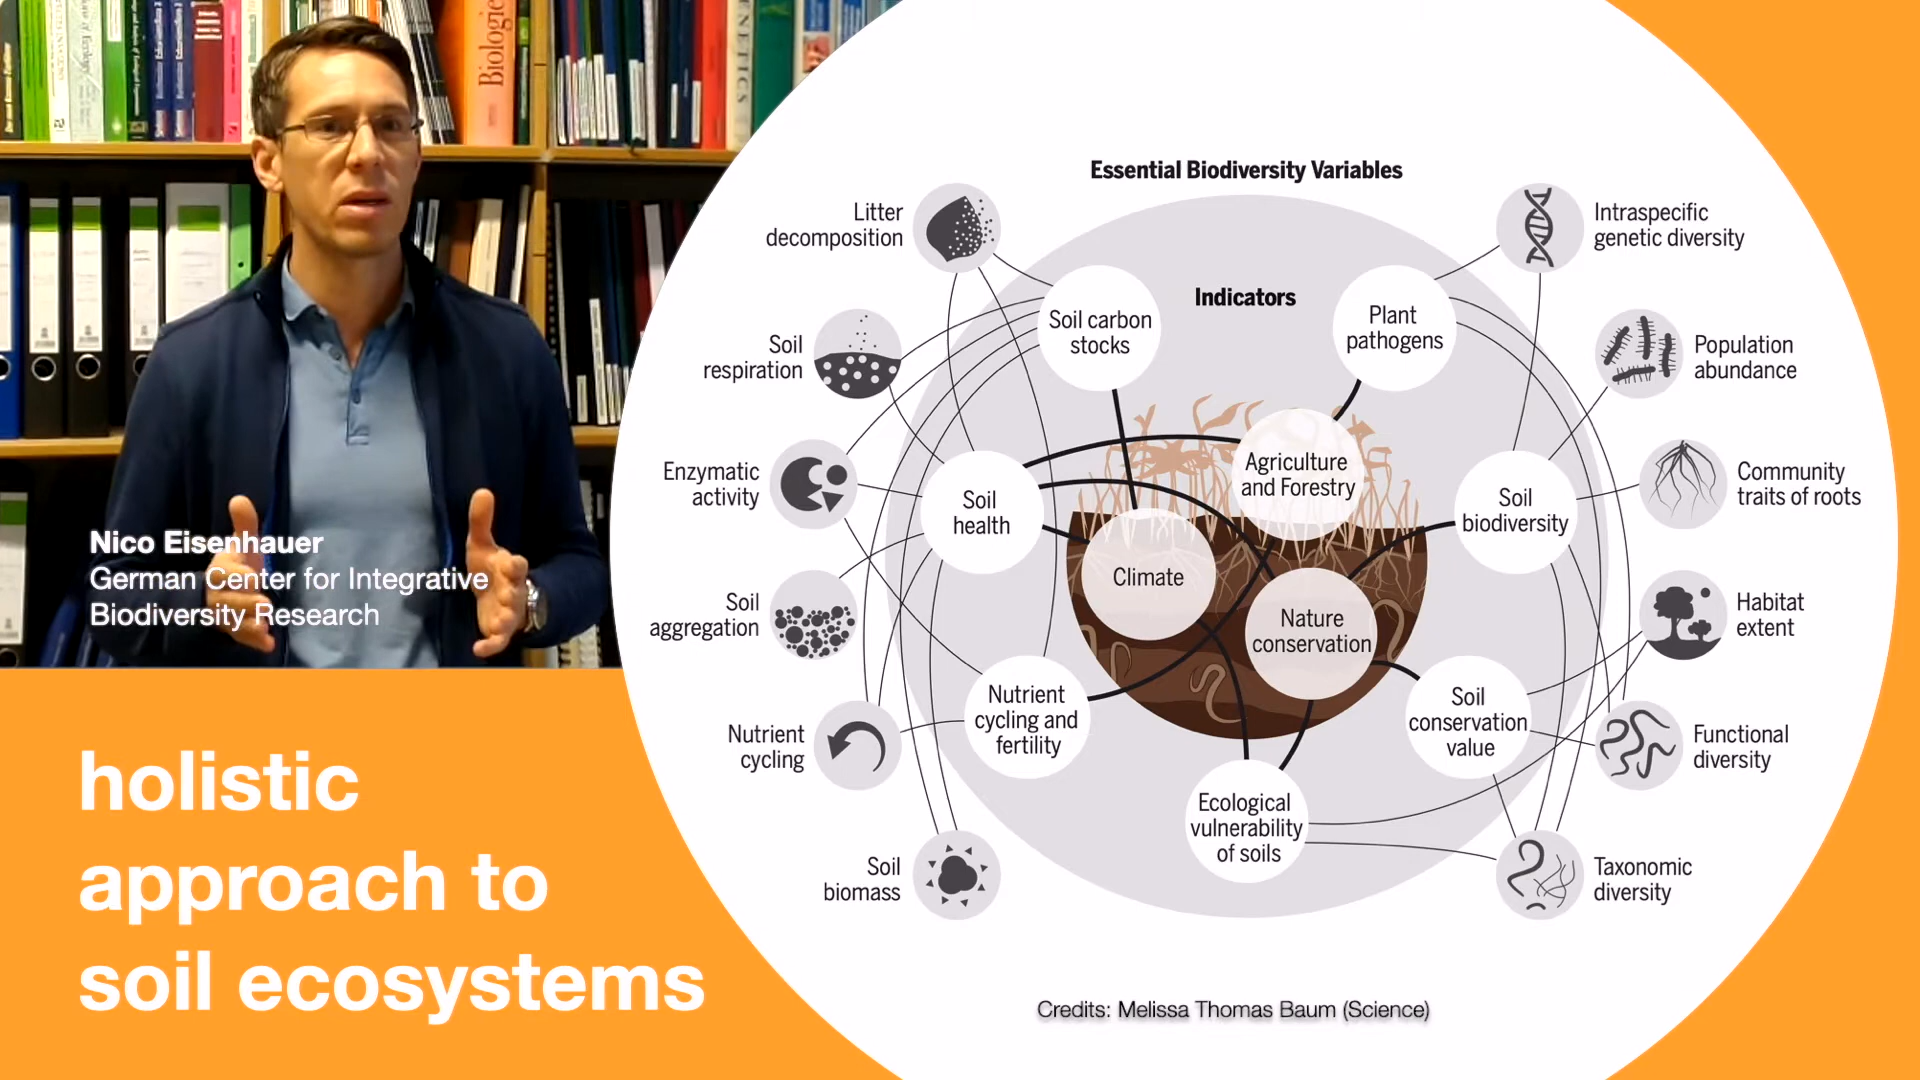 Biologie
GENETICS
Nico Eisenhauer
German Center for Integrative
Biodiversity Research
holistic
approach to
soil ecosystems
Essential Biodiversity Variables
Indicators
Litter
decomposition
Soil
respiration
Enzymatic
activity
Soil
aggregation
Nutrient
cycling
Soil
biomass
Soil carbon
stocks
Plant
pathogens
Soil
health
Agriculture
and Forestry
Soil
biodiversity
Climate
Nature
conservation
Nutrient
cycling and
fertility
Soil
conservation
value
Ecological
vulnerability
of soils
Intraspecific
genetic diversity
Population
abundance
Community
traits of roots
Habitat
extent
Functional
diversity
Taxonomic
diversity
Credits: Melissa Thomas Baum (Science)